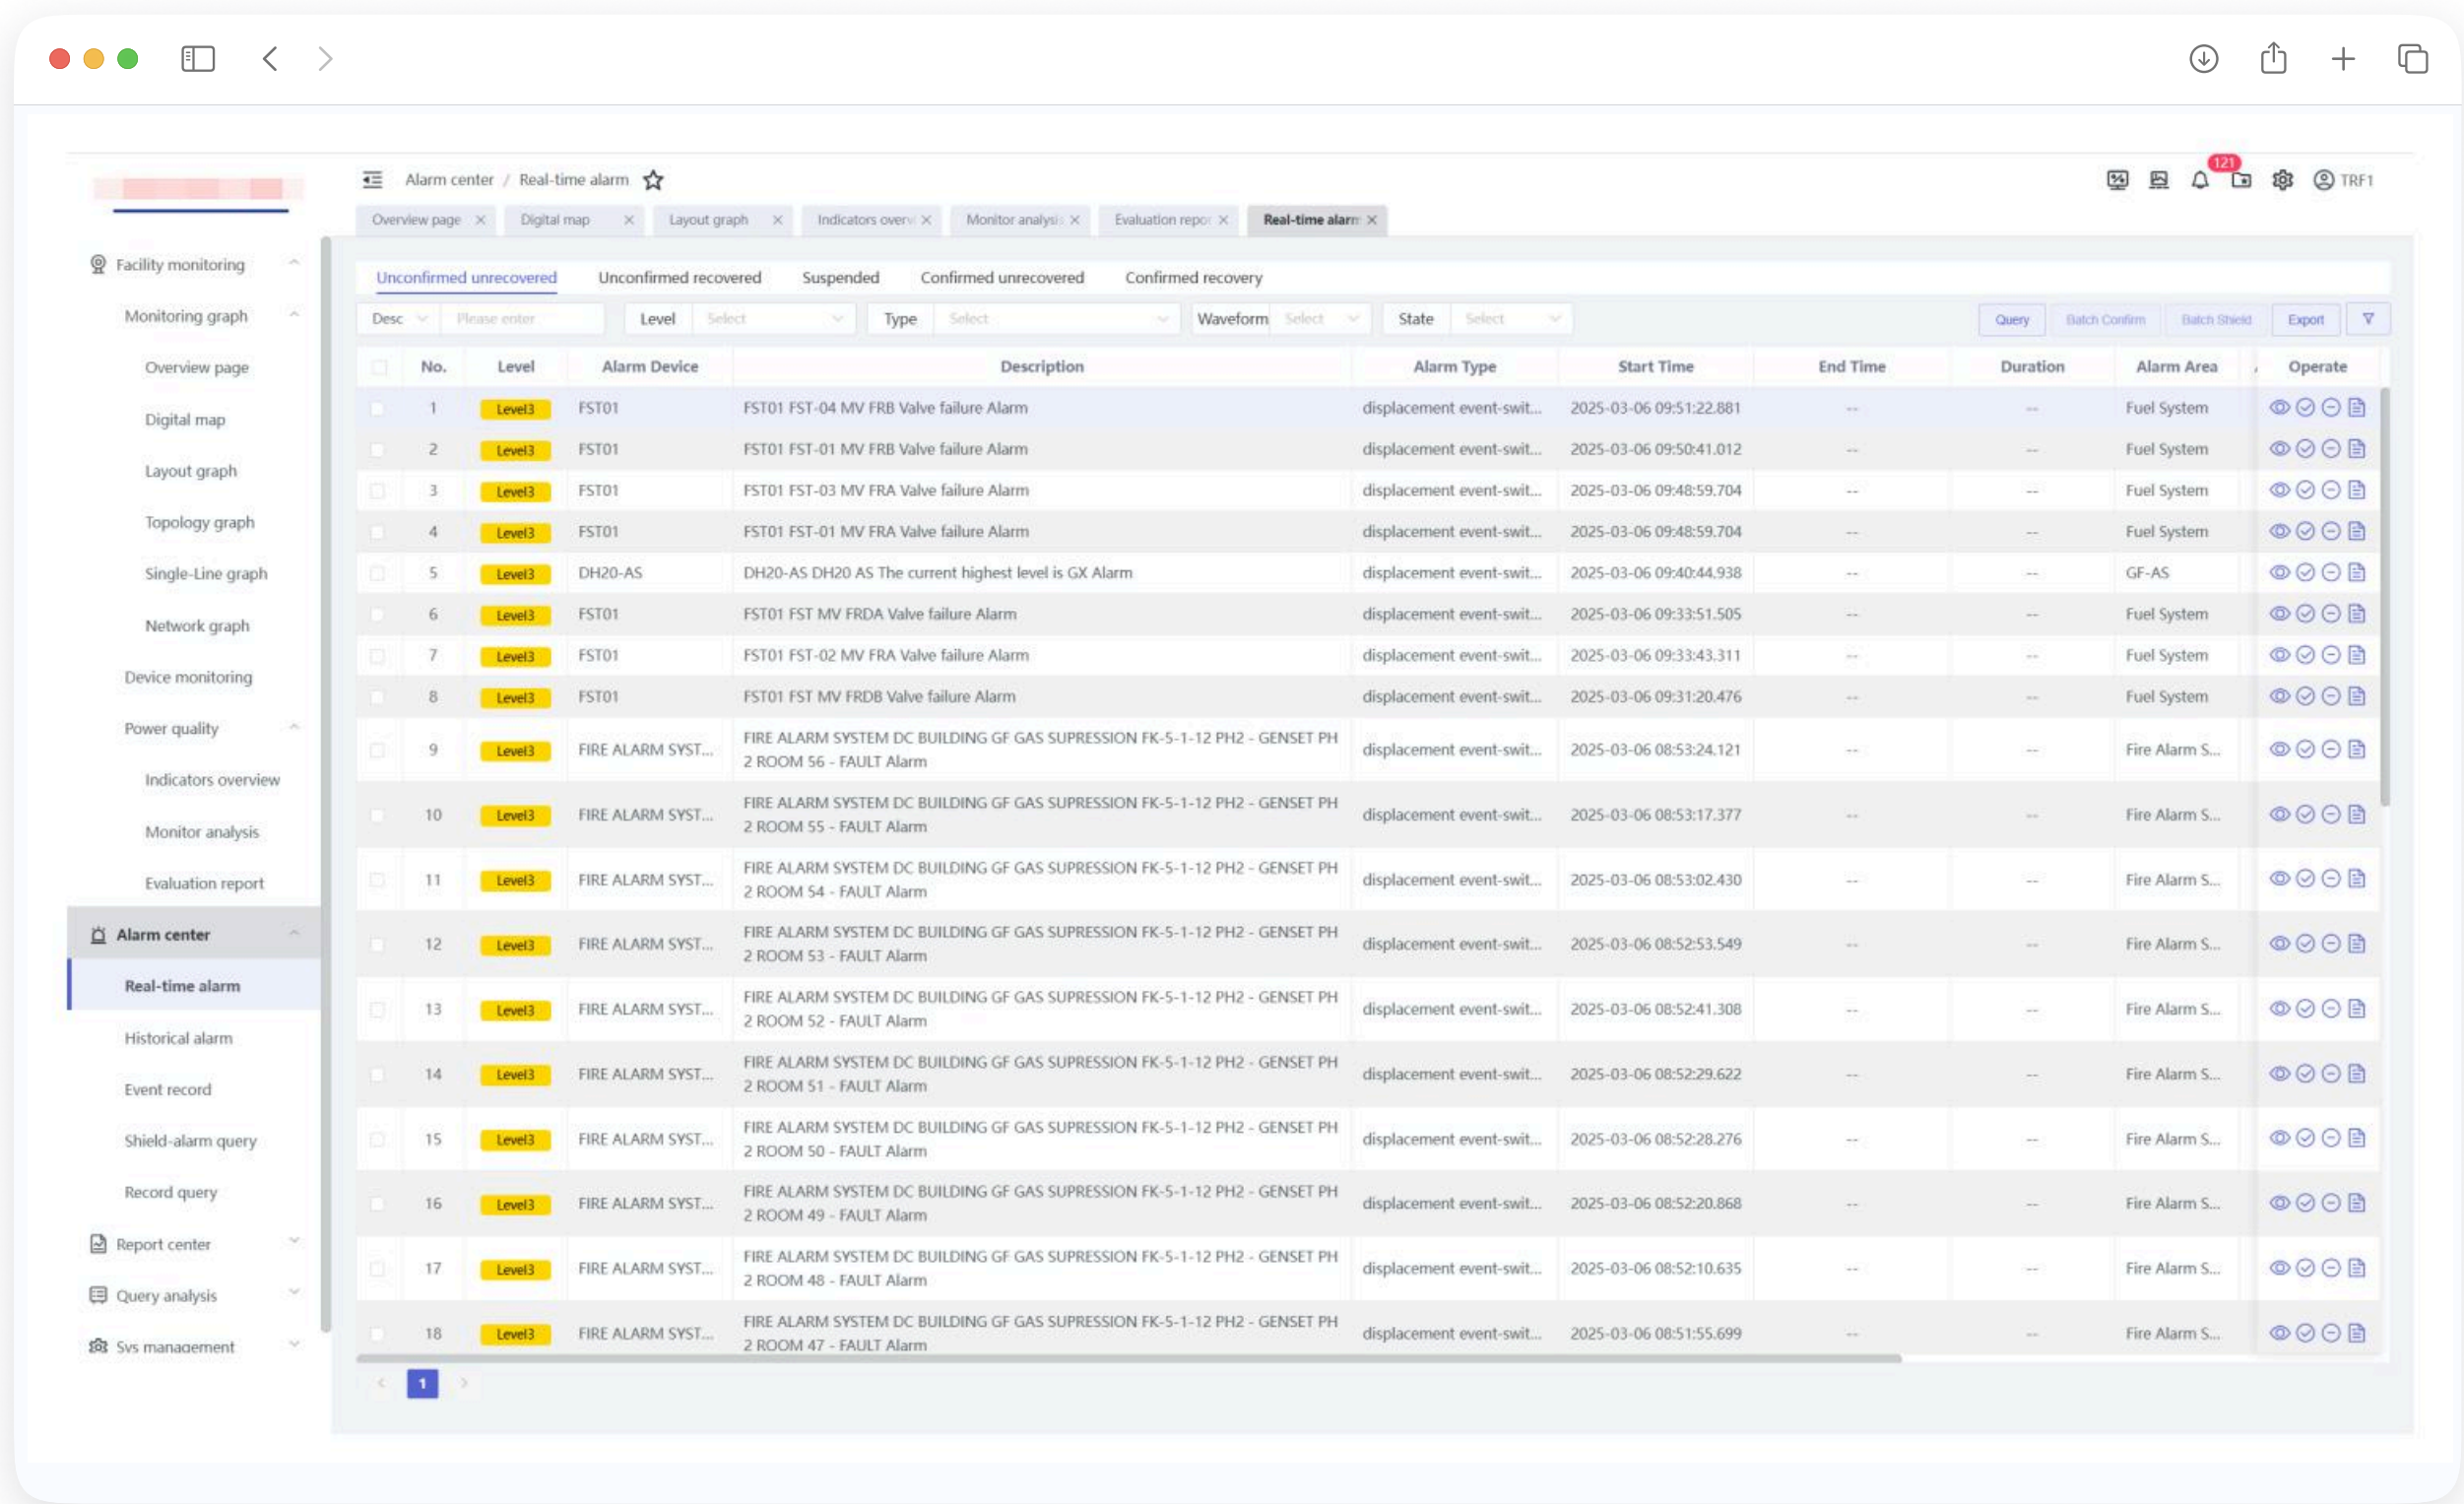 Alarm center / Real-time alarm
121
TRF1
Overview page
Digital map
Layout graph
Indicators overv
Monitor analysis
Evaluation repor
Real-time alarm
Facility monitoring
Monitoring graph
Overview page
Digital map
Layout graph
Topology graph
Single-Line graph
Network graph
Device monitoring
Power quality
Indicators overview
Monitor analysis
Evaluation report
Alarm center
Real-time alarm
Historical alarm
Event record
Shield-alarm query
Record query
Report center
Query analysis
Sys management
Unconfirmed unrecovered Unconfirmed recovered Suspended Confirmed unrecovered Confirmed recovery
Desc Please enter Level Select Type Select Waveform Select State Select Query Batch Confirm Batch Shield Export
No. Level Alarm Device Description Alarm Type Start Time End Time Duration Alarm Area Operate
1 Level3 FST01 FST01 FST-04 MV FRB Valve failure Alarm displacement event-swit... 2025-03-06 09:51:22.881 -- -- Fuel System
2 Level3 FST01 FST01 FST-01 MV FRB Valve failure Alarm displacement event-swit... 2025-03-06 09:50:41.012 -- -- Fuel System
3 Level3 FST01 FST01 FST-03 MV FRA Valve failure Alarm displacement event-swit... 2025-03-06 09:48:59.704 -- -- Fuel System
4 Level3 FST01 FST01 FST-01 MV FRA Valve failure Alarm displacement event-swit... 2025-03-06 09:48:59.704 -- -- Fuel System
5 Level3 DH20-AS DH20-AS DH20 AS The current highest level is GX Alarm displacement event-swit... 2025-03-06 09:40:44.938 -- -- GF-AS
6 Level3 FST01 FST01 FST MV FRDA Valve failure Alarm displacement event-swit... 2025-03-06 09:33:51.505 -- -- Fuel System
7 Level3 FST01 FST01 FST-02 MV FRA Valve failure Alarm displacement event-swit... 2025-03-06 09:33:43.311 -- -- Fuel System
8 Level3 FST01 FST01 FST MV FRDB Valve failure Alarm displacement event-swit... 2025-03-06 09:31:20.476 -- -- Fuel System
9 Level3 FIRE ALARM SYST... FIRE ALARM SYSTEM DC BUILDING GF GAS SUPRESSION FK-5-1-12 PH2 - GENSET PH displacement event-swit... 2025-03-06 08:53:24.121 -- -- Fire Alarm S...
2 ROOM 56 - FAULT Alarm
10 Level3 FIRE ALARM SYST... FIRE ALARM SYSTEM DC BUILDING GF GAS SUPRESSION FK-5-1-12 PH2 - GENSET PH displacement event-swit... 2025-03-06 08:53:17.377 -- -- Fire Alarm S...
2 ROOM 55 - FAULT Alarm
11 Level3 FIRE ALARM SYST... FIRE ALARM SYSTEM DC BUILDING GF GAS SUPRESSION FK-5-1-12 PH2 - GENSET PH displacement event-swit... 2025-03-06 08:53:02.430 -- -- Fire Alarm S...
2 ROOM 54 - FAULT Alarm
12 Level3 FIRE ALARM SYST... FIRE ALARM SYSTEM DC BUILDING GF GAS SUPRESSION FK-5-1-12 PH2 - GENSET PH displacement event-swit... 2025-03-06 08:52:53.549 -- -- Fire Alarm S...
2 ROOM 53 - FAULT Alarm
13 Level3 FIRE ALARM SYST... FIRE ALARM SYSTEM DC BUILDING GF GAS SUPRESSION FK-5-1-12 PH2 - GENSET PH displacement event-swit... 2025-03-06 08:52:41.308 -- -- Fire Alarm S...
2 ROOM 52 - FAULT Alarm
14 Level3 FIRE ALARM SYST... FIRE ALARM SYSTEM DC BUILDING GF GAS SUPRESSION FK-5-1-12 PH2 - GENSET PH displacement event-swit... 2025-03-06 08:52:29.622 -- -- Fire Alarm S...
2 ROOM 51 - FAULT Alarm
15 Level3 FIRE ALARM SYST... FIRE ALARM SYSTEM DC BUILDING GF GAS SUPRESSION FK-5-1-12 PH2 - GENSET PH displacement event-swit... 2025-03-06 08:52:28.276 -- -- Fire Alarm S...
2 ROOM 50 - FAULT Alarm
16 Level3 FIRE ALARM SYST... FIRE ALARM SYSTEM DC BUILDING GF GAS SUPRESSION FK-5-1-12 PH2 - GENSET PH displacement event-swit... 2025-03-06 08:52:20.868 -- -- Fire Alarm S...
2 ROOM 49 - FAULT Alarm
17 Level3 FIRE ALARM SYST... FIRE ALARM SYSTEM DC BUILDING GF GAS SUPRESSION FK-5-1-12 PH2 - GENSET PH displacement event-swit... 2025-03-06 08:52:10.635 -- -- Fire Alarm S...
2 ROOM 48 - FAULT Alarm
18 Level3 FIRE ALARM SYST... FIRE ALARM SYSTEM DC BUILDING GF GAS SUPRESSION FK-5-1-12 PH2 - GENSET PH displacement event-swit... 2025-03-06 08:51:55.699 -- -- Fire Alarm S...
2 ROOM 47 - FAULT Alarm
1